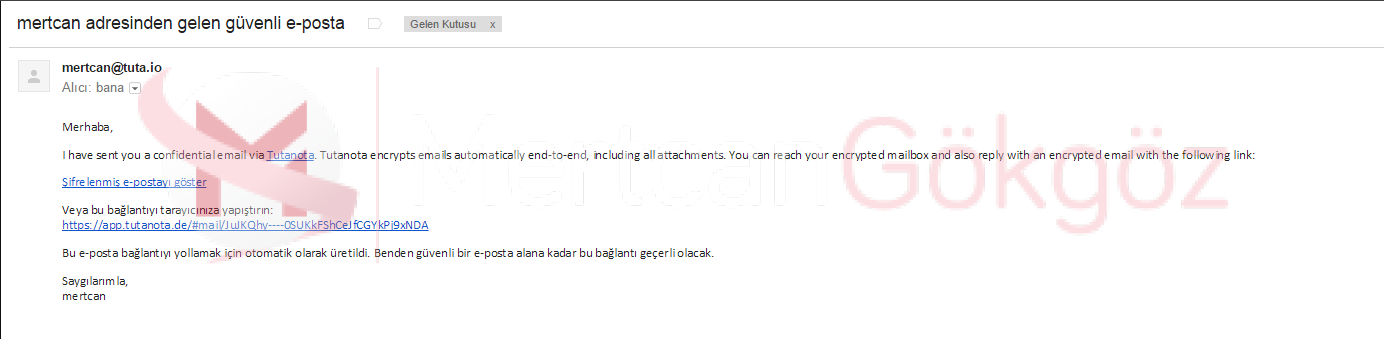 mertcan adresinden gelen güvenli e-posta
Gelen Kutusu x
mertcan@tuta.io
Alıcı: bana
Merhaba,
I have sent you a confidential email via Tutanota. Tutanota encrypts emails automatically end-to-end, including all attachments. You can reach your encrypted mailbox and also reply with an encrypted email with the following link:
Şifrelenmiş e-postayı göster
Veya bu bağlantıyı tarayıcınıza yapıştırın:
https://app.tutanota.de/#mail/JuJKQhy----0SUKkFShCeJfCGYkPj9xNDA
Bu e-posta bağlantıyı yollamak için otomatik olarak üretildi. Benden güvenli bir e-posta alana kadar bu bağlantı geçerli olacak.
Saygılarımla,
mertcan
Mertcan Gökgöz